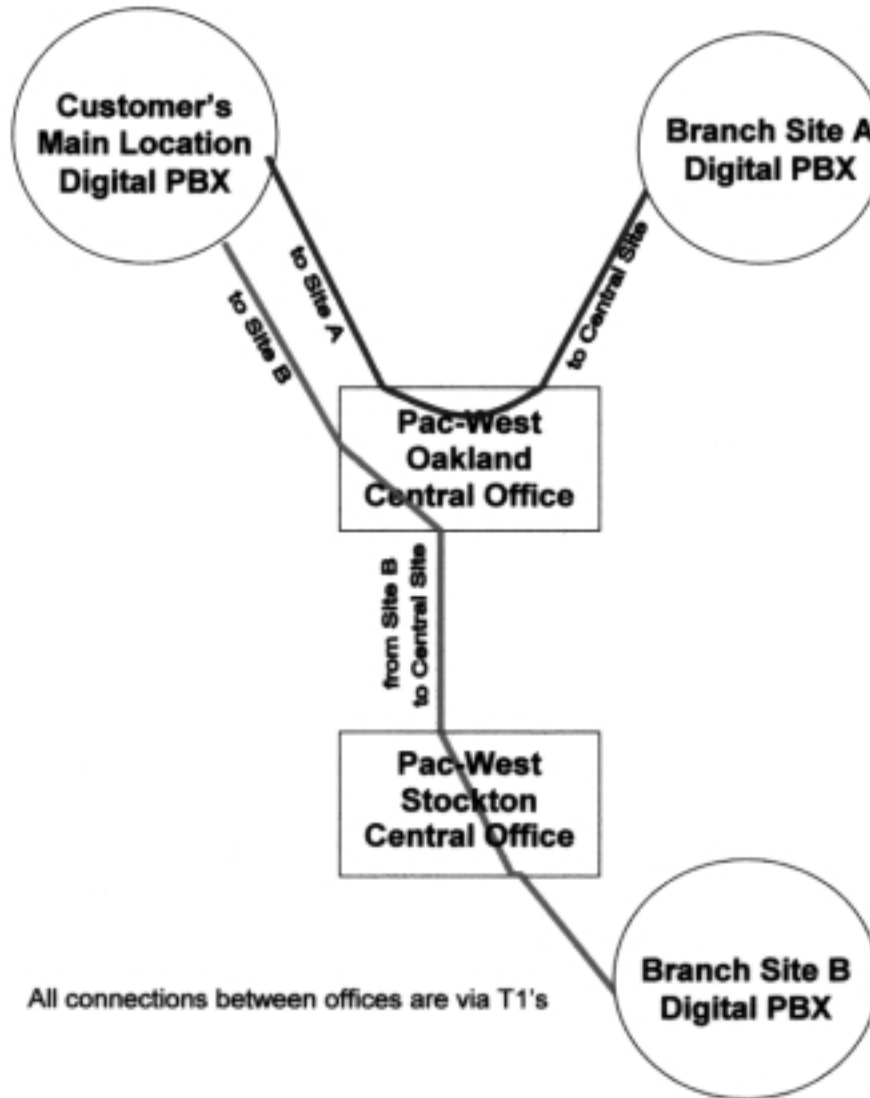 Customer's
Main Location
Digital PBX
Branch Site A
Digital PBX
to Site A
to Site B
to Central Site
Pac-West
Oakland
Central Office
from Site B
to Central Site
Pac-West
Stockton
Central Office
Branch Site B
Digital PBX
All connections between offices are via T1's